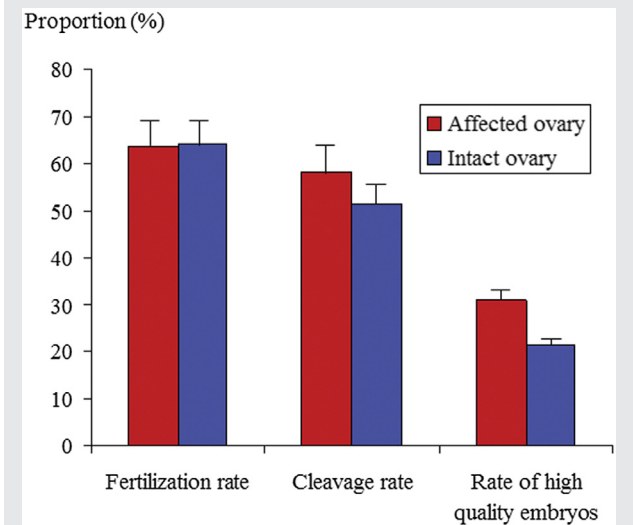 Proportion (%)
80
70
60
50
40
30
20
10
0
Affected ovary
Intact ovary
Fertilization rate
Cleavage rate
Rate of high
quality embryos